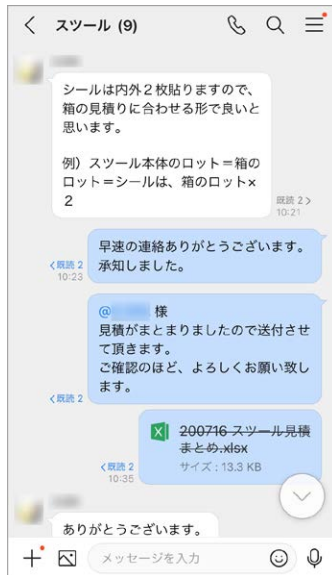 スツール (9)
シールは内外２枚貼りますので、
箱の見積りに合わせる形で良いと
思います。
例）スツール本体のロット＝箱の
ロット＝シールは、箱のロット×
２
既読 2
10:21
早速の連絡ありがとうございます。
承知しました。
既読 2
10:23
@ 様
見積がまとまりましたので送付させ
て頂きます。
ご確認のほど、よろしくお願い致し
ます。
既読 2
200716 スツール見積
まとめ.xlsx
サイズ : 13.3 KB
既読 2
10:35
ありがとうございます。
メッセージを入力